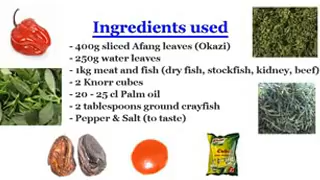 Ingredients used
- 400g sliced Afang leaves (Okazi)
- 250g water leaves
- 1kg meat and fish (dry fish, stockfish, kidney, beef)
- 2 Knorr cubes
- 20 - 25 cl Palm oil
- 2 tablespoons ground crayfish
- Pepper & Salt (to taste)